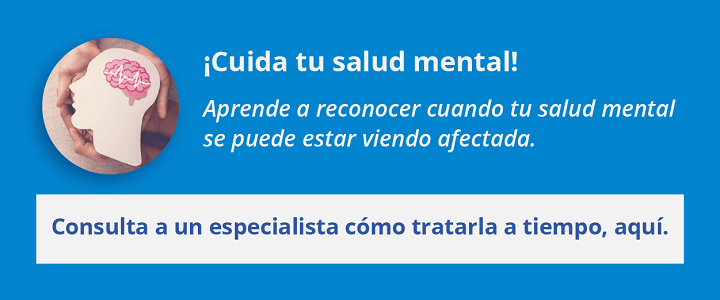 ¡Cuida tu salud mental!
Aprende a reconocer cuando tu salud mental
se puede estar viendo afectada.
Consulta a un especialista cómo tratarla a tiempo, aquí.